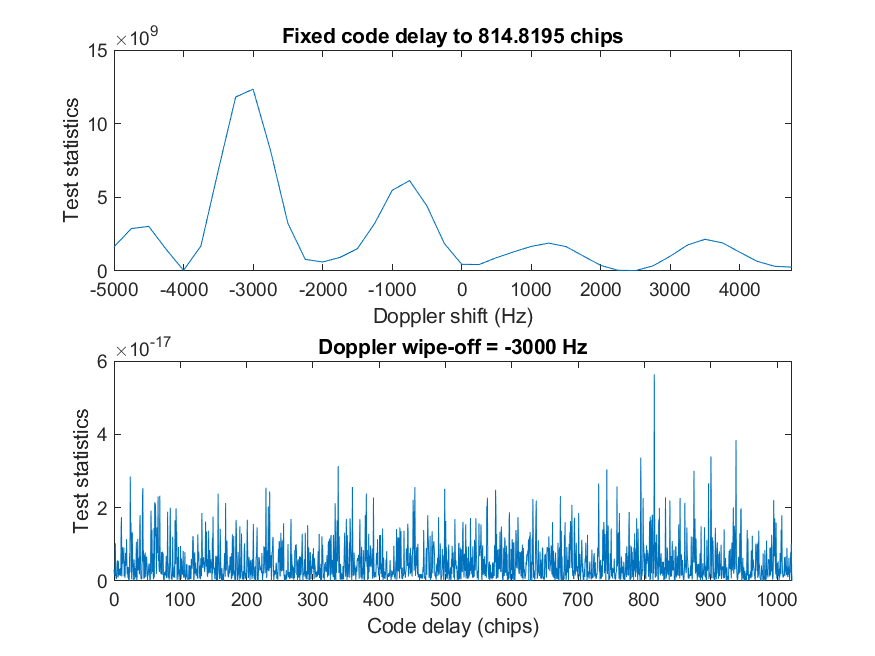 ×10^9
Fixed code delay to 814.8195 chips
15
10
5
0
Test statistics
-5000 -4000 -3000 -2000 -1000 0 1000 2000 3000 4000
Doppler shift (Hz)
×10^-17
Doppler wipe-off = -3000 Hz
6
4
2
0
Test statistics
0 100 200 300 400 500 600 700 800 900 1000
Code delay (chips)